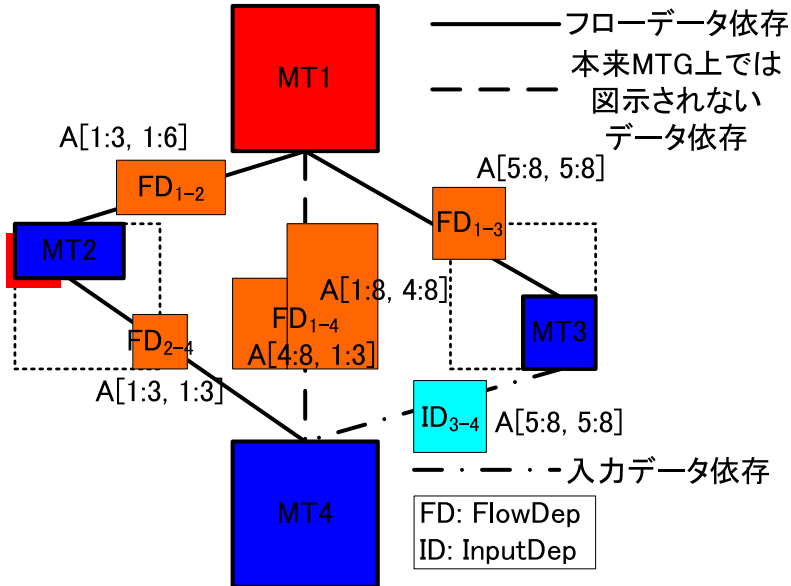 MT1
フローデータ依存
本来MTG上では
図示されない
データ依存
A[1:3, 1:6]
FD1-2
A[5:8, 5:8]
FD1-3
MT2
A[1:8, 4:8]
FD1-4
A[4:8, 1:3]
MT3
FD2-4
A[1:3, 1:3]
ID3-4
A[5:8, 5:8]
入力データ依存
MT4
FD: FlowDep
ID: InputDep